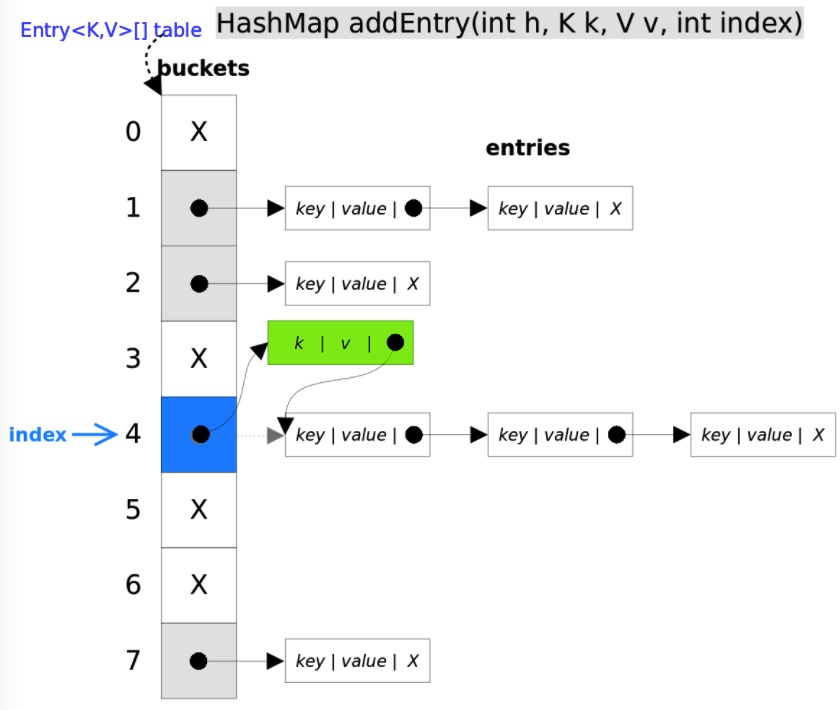 Entry<K,V>[] table HashMap addEntry(int h, K k, V v, int index)
buckets
0 X
entries
1 key | value | key | value | X
2 key | value | X
k | v |
3 X
index 4 key | value | key | value | key | value | X
5 X
6 X
7 key | value | X